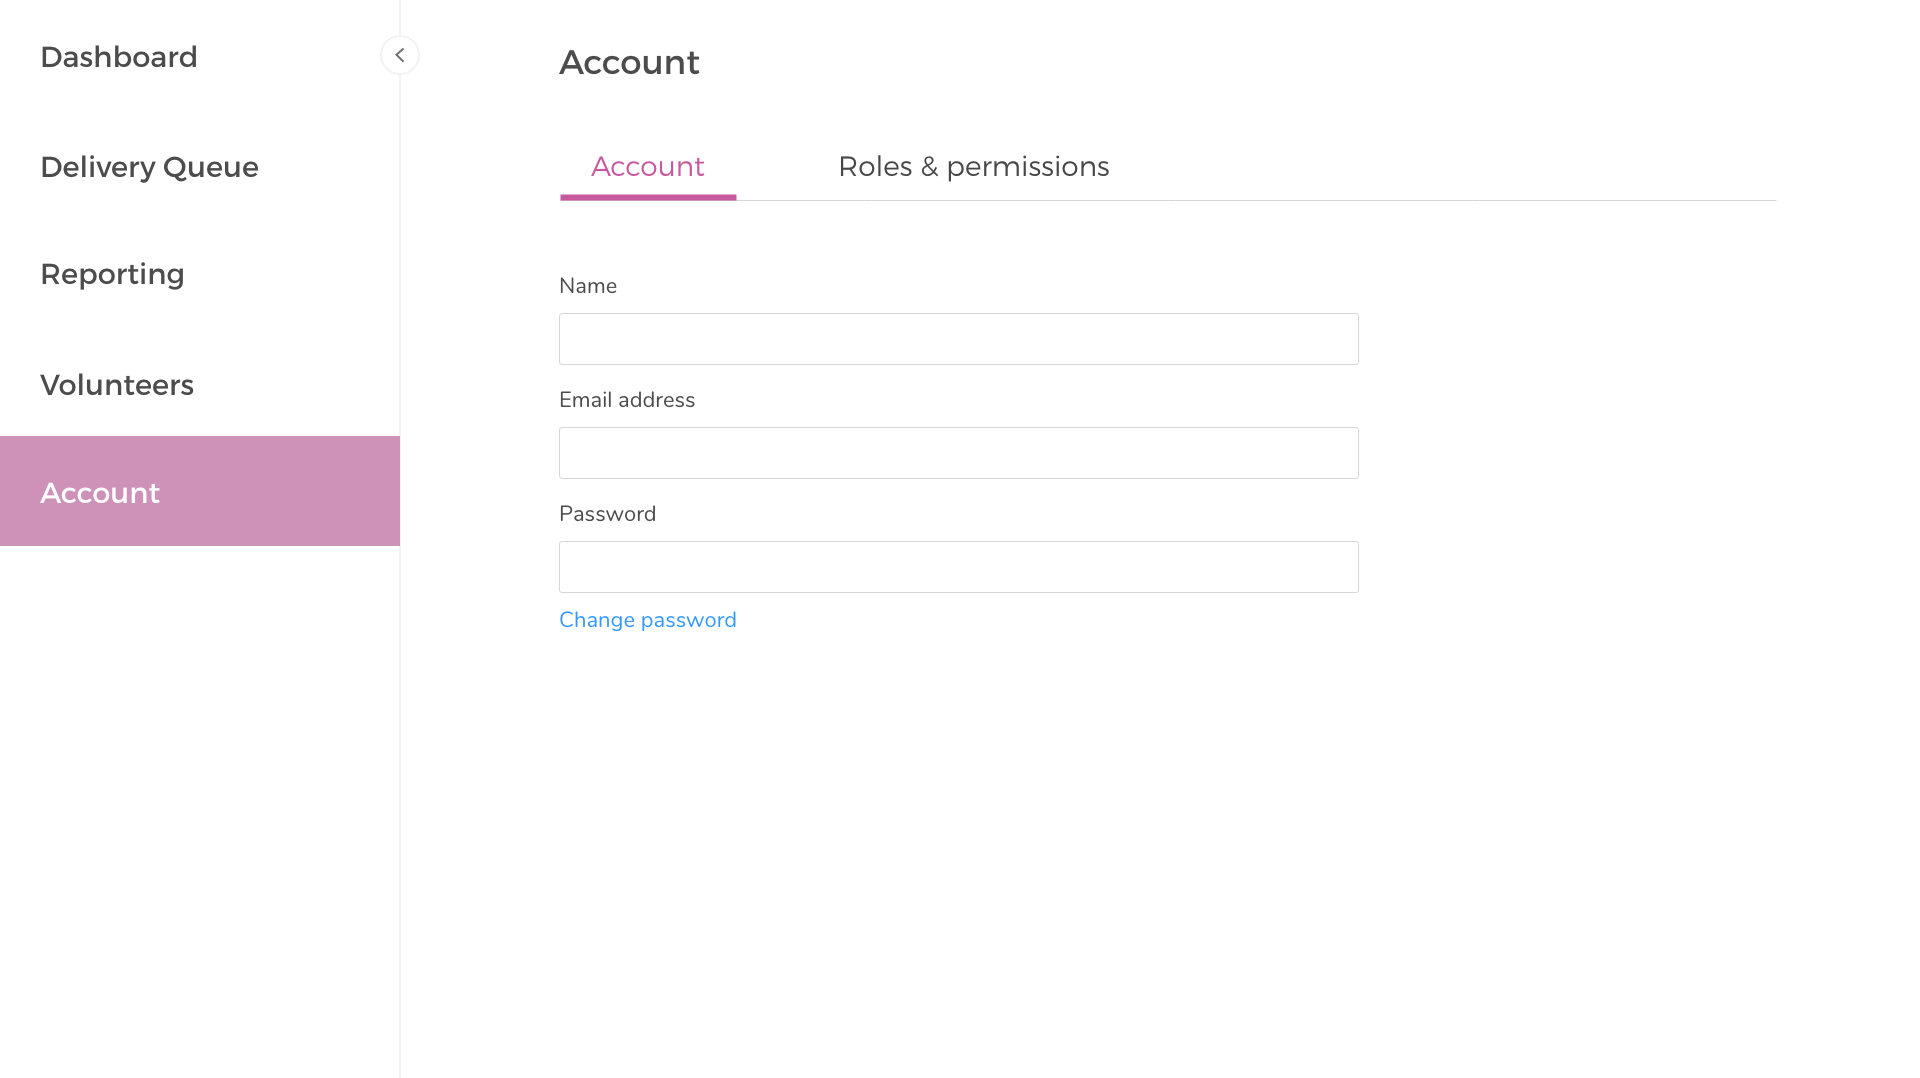 Dashboard
Delivery Queue
Reporting
Volunteers
Account
Account
Account
Roles & permissions
Name
Email address
Password
Change password